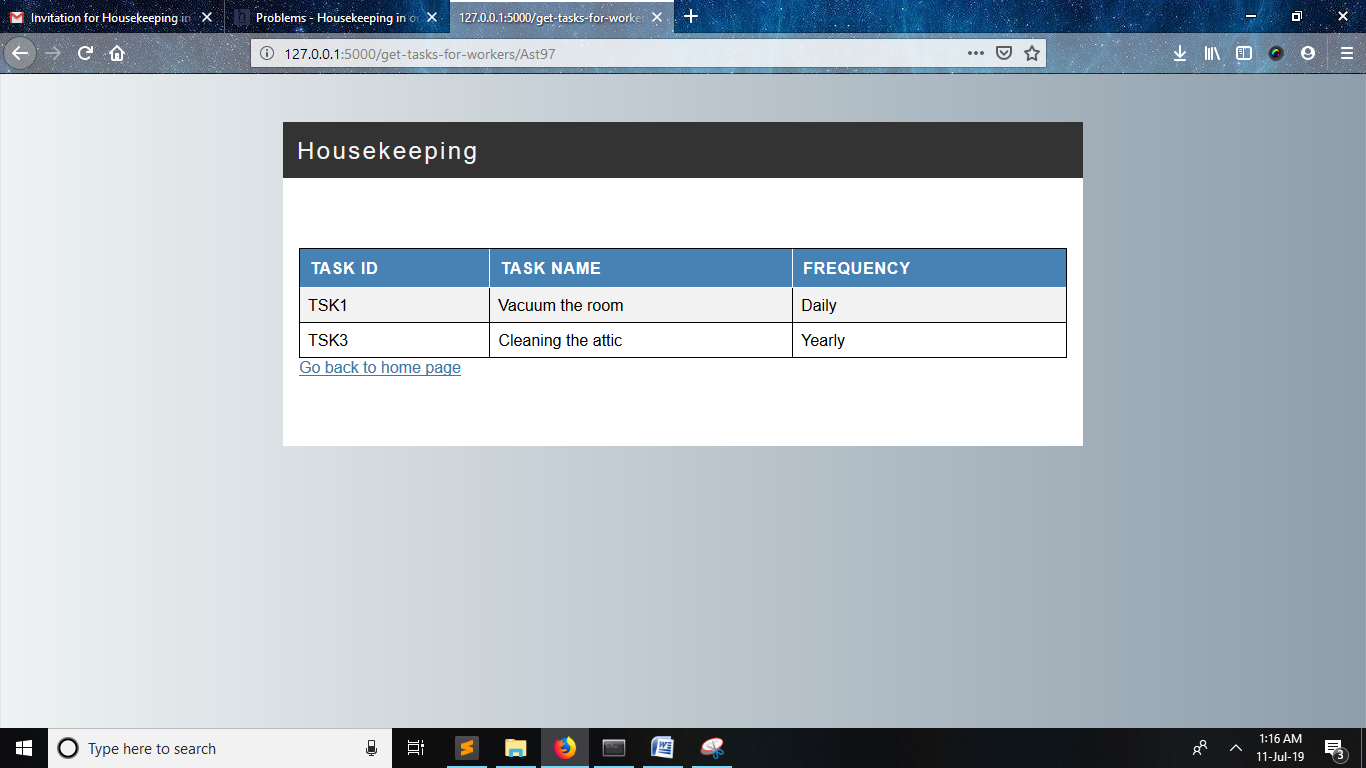 Invitation for Housekeeping in
Problems - Housekeeping in o
127.0.0.1:5000/get-tasks-for-worke
127.0.0.1:5000/get-tasks-for-workers/Ast97
Housekeeping
TASK ID TASK NAME FREQUENCY
TSK1 Vacuum the room Daily
TSK3 Cleaning the attic Yearly
Go back to home page
Type here to search
1:16 AM
11-Jul-19
3